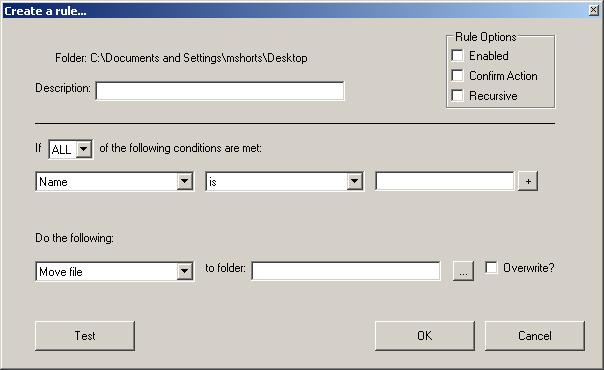 Create a rule...
Rule Options
Folder: C:\Documents and Settings\mshorts\Desktop
Enabled
Confirm Action
Description:
Recursive
If ALL of the following conditions are met:
Name is +
Do the following:
Move file to folder: ... Overwrite?
Test OK Cancel